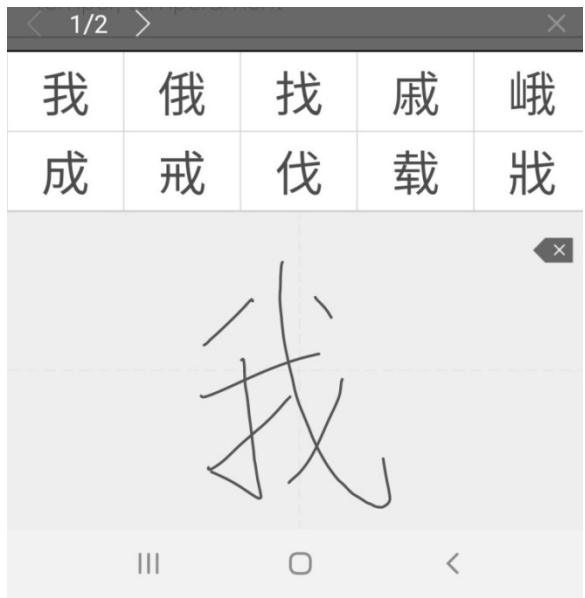 1/2
我 俄 找 戚 峨
成 戒 伐 载 戕
我